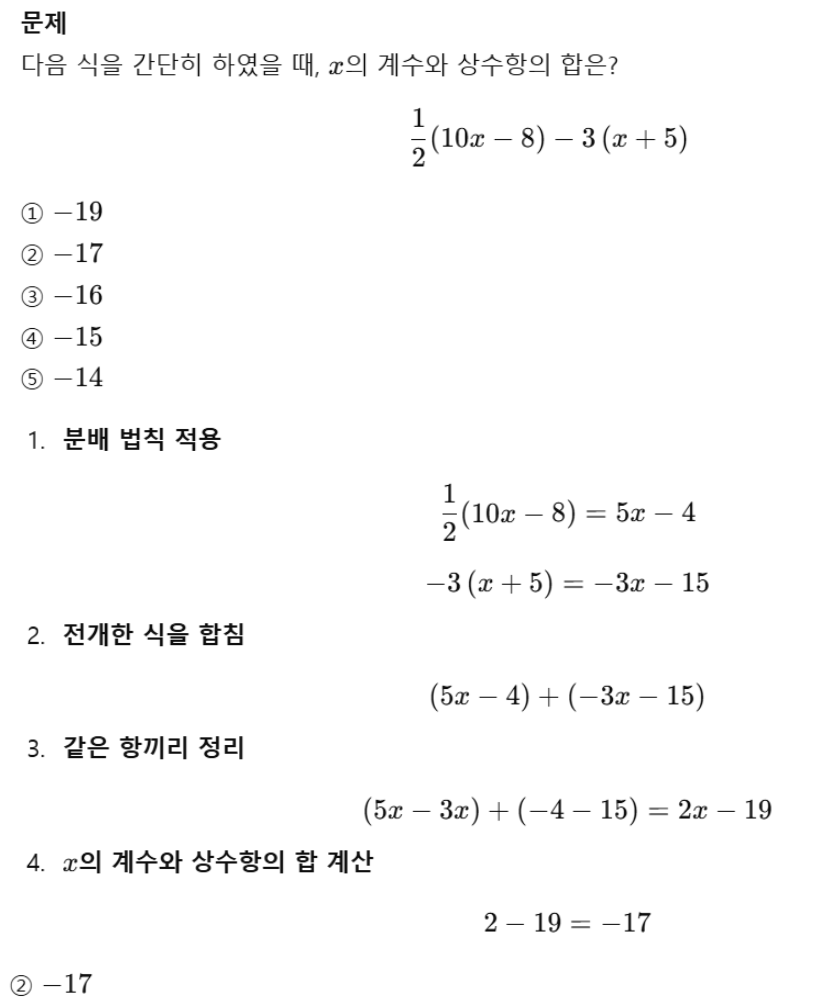 문제
다음 식을 간단히 하였을 때, x의 계수와 상수항의 합은?
1/2(10x − 8) − 3 (x + 5)
① −19
② −17
③ −16
④ −15
⑤ −14
1. 분배 법칙 적용
1/2(10x − 8) = 5x − 4
−3 (x + 5) = −3x − 15
2. 전개한 식을 합침
(5x − 4) + (−3x − 15)
3. 같은 항끼리 정리
(5x − 3x) + (−4 − 15) = 2x − 19
4. x의 계수와 상수항의 합 계산
2 − 19 = −17
② −17